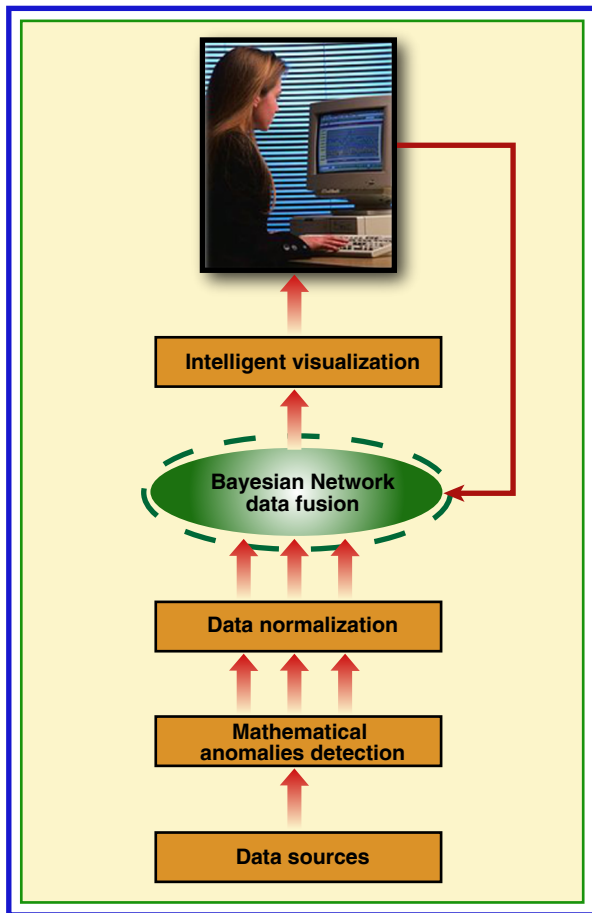 Intelligent visualization
Bayesian Network
data fusion
Data normalization
Mathematical
anomalies detection
Data sources